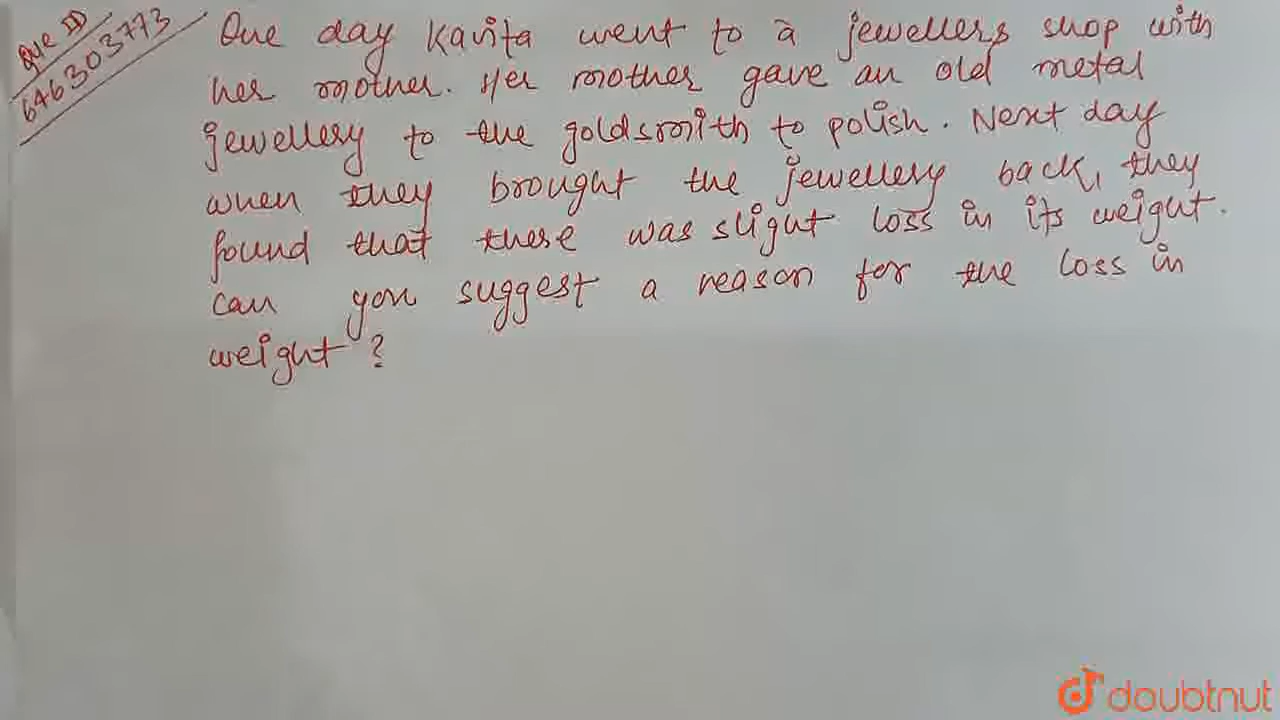 Que ID
646303773
One day Kavita went to a jewellers shop with
her mother. Her mother gave an old metal
jewellery to the goldsmith to polish. Next day
when they brought the jewellery back, they
found that there was slight loss in its weight.
can you suggest a reason for the loss in
weight ?
doubtnut